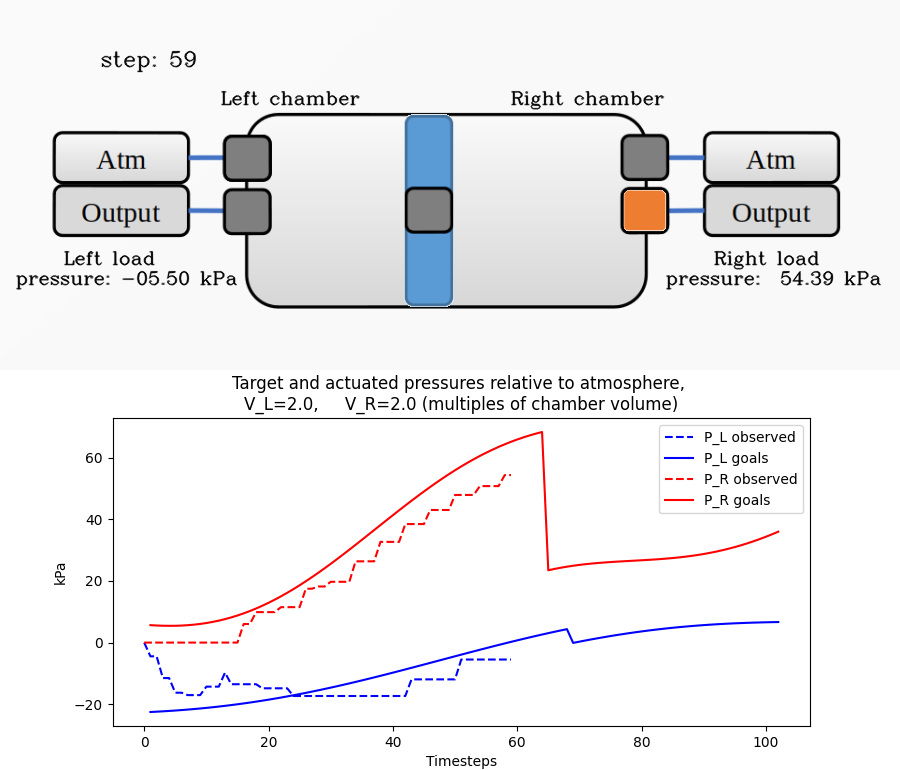 step: 59
Left chamber
Right chamber
Atm
Atm
Output
Output
Left load
pressure: -05.50 kPa
Right load
pressure: 54.39 kPa
Target and actuated pressures relative to atmosphere,
V_L=2.0, V_R=2.0 (multiples of chamber volume)
P_L observed
P_L goals
P_R observed
P_R goals
kPa
60
40
20
0
−20
0 20 40 60 80 100
Timesteps